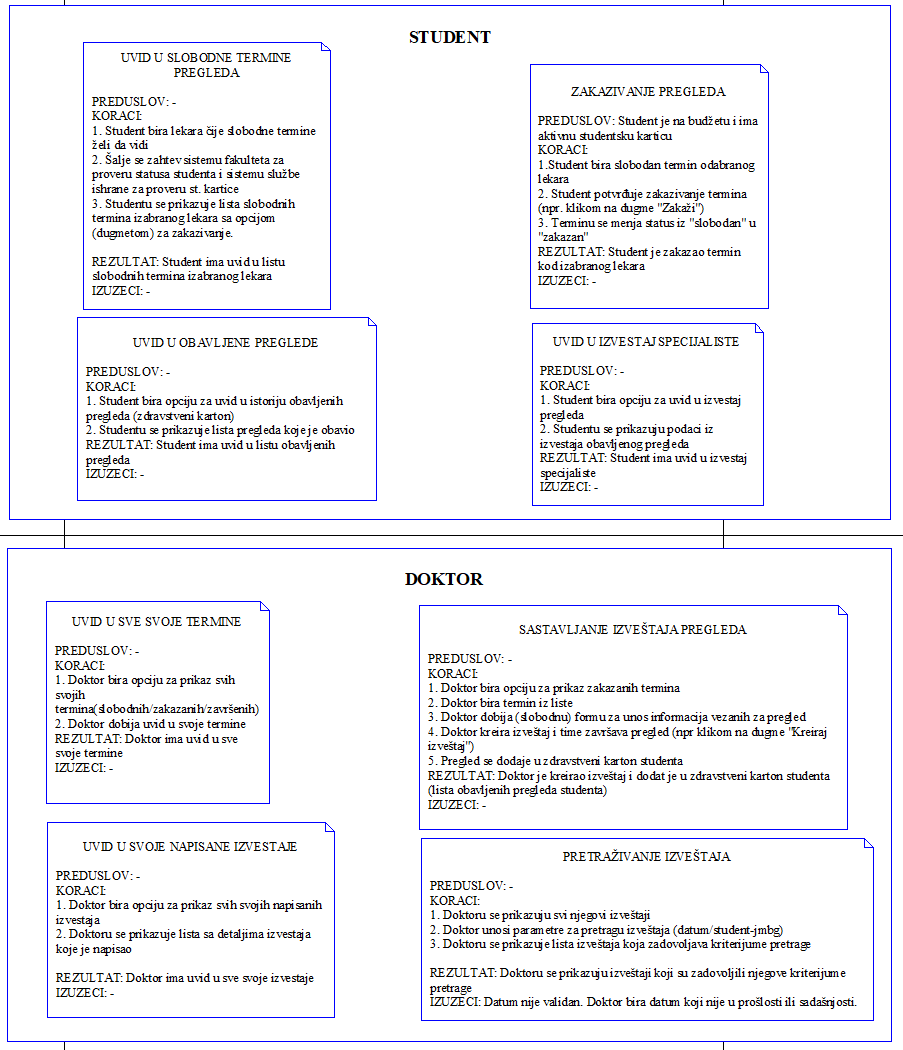 STUDENT
UVID U SLOBODNE TERMINE
PREGLEDA
PREDUSLOV: -
KORACI:
1. Student bira lekara čije slobodne termine
želi da vidi
2. Šalje se zahtev sistemu fakulteta za
proveru statusa studenta i sistemu službe
ishrane za proveru st. kartice
3. Studentu se prikazuje lista slobodnih
termina izabranog lekara sa opcijom
(dugmetom) za zakazivanje.
REZULTAT: Student ima uvid u listu
slobodnih termina izabranog lekara
IZUZECI: -
ZAKAZIVANJE PREGLEDA
PREDUSLOV: Student je na budžetu i ima
aktivnu studentsku karticu
KORACI:
1.Student bira slobodan termin odabranog
lekara
2. Student potvrđuje zakazivanje termina
(npr. klikom na dugme "Zakaži")
3. Terminu se menja status iz "slobodan" u
"zakazan"
REZULTAT: Student je zakazao termin
kod izabranog lekara
IZUZECI: -
UVID U OBAVLJENE PREGLEDE
PREDUSLOV: -
KORACI:
1. Student bira opciju za uvid u istoriju obavljenih
pregleda (zdravstveni karton)
2. Studentu se prikazuje lista pregleda koje je obavio
REZULTAT: Student ima uvid u listu obavljenih
pregleda
IZUZECI: -
UVID U IZVESTAJ SPECIJALISTE
PREDUSLOV: -
KORACI:
1. Student bira opciju za uvid u izvestaj
pregleda
2. Studentu se prikazuju podaci iz
izvestaja obavljenog pregleda
REZULTAT: Student ima uvid u izvestaj
specijaliste
IZUZECI: -
DOKTOR
UVID U SVE SVOJE TERMINE
PREDUSLOV: -
KORACI:
1. Doktor bira opciju za prikaz svih
svojih
termina(slobodnih/zakazanih/završenih)
2. Doktor dobija uvid u svoje termine
REZULTAT: Doktor ima uvid u sve
svoje termine
IZUZECI: -
SASTAVLJANJE IZVEŠTAJA PREGLEDA
PREDUSLOV: -
KORACI:
1. Doktor bira opciju za prikaz zakazanih termina
2. Doktor bira termin iz liste
3. Doktor dobija (slobodnu) formu za unos informacija vezanih za pregled
4. Doktor kreira izveštaj i time završava pregled (npr klikom na dugme "Kreiraj
izveštaj")
5. Pregled se dodaje u zdravstveni karton studenta
REZULTAT: Doktor je kreirao izveštaj i dodat je u zdravstveni karton studenta
(lista obavljenih pregleda studenta)
IZUZECI: -
UVID U SVOJE NAPISANE IZVESTAJE
PREDUSLOV: -
KORACI:
1. Doktor bira opciju za prikaz svih svojih napisanih
izvestaja
2. Doktoru se prikazuje lista sa detaljima izvestaja
koje je napisao
REZULTAT: Doktor ima uvid u sve svoje izvestaje
IZUZECI: -
PRETRAŽIVANJE IZVEŠTAJA
PREDUSLOV: -
KORACI:
1. Doktoru se prikazuju svi njegovi izveštaji
2. Doktor unosi parametre za pretragu izveštaja (datum/student-jmbg)
3. Doktoru se prikazuje lista izveštaja koja zadovoljava kriterijume pretrage
REZULTAT: Doktoru se prikazuju izveštaji koji su zadovoljili njegove kriterijume
pretrage
IZUZECI: Datum nije validan. Doktor bira datum koji nije u prošlosti ili sadašnjosti.